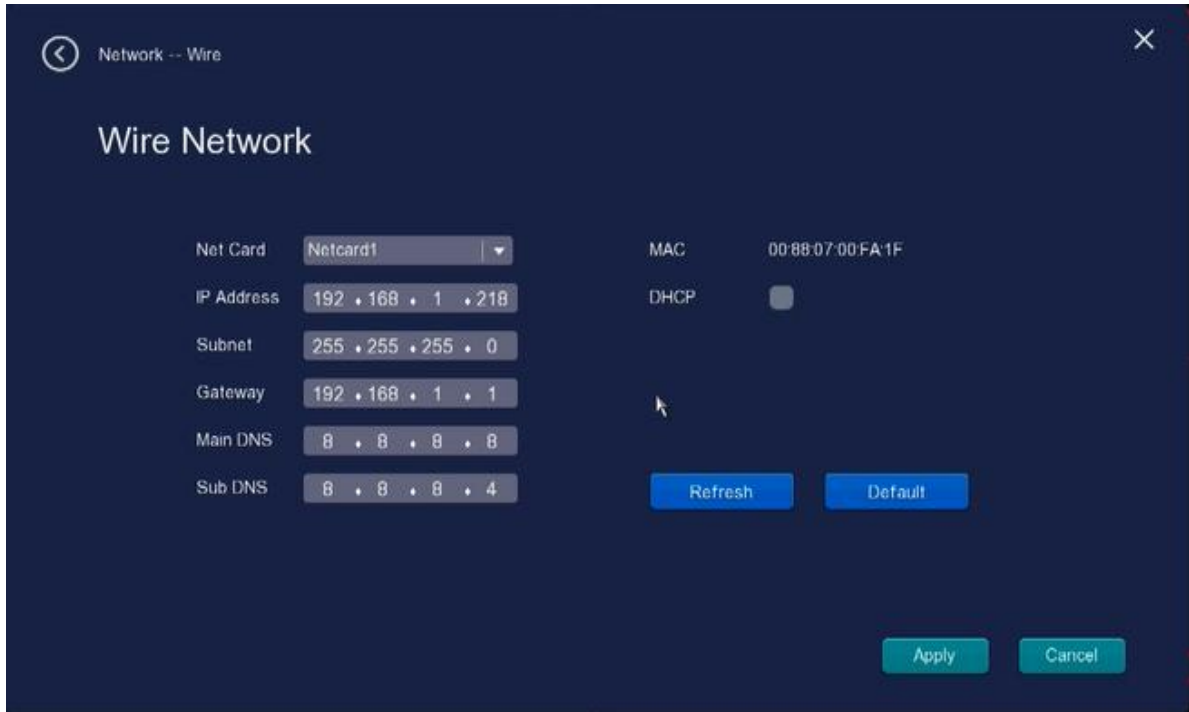 Network -- Wire
Wire Network
Net Card Netcard1 MAC 00:88:07:00:FA:1F
IP Address 192 . 168 . 1 . 218 DHCP
Subnet 255 . 255 . 255 . 0
Gateway 192 . 168 . 1 . 1
Main DNS 8 . 8 . 8 . 8
Sub DNS 8 . 8 . 8 . 4
Refresh Default
Apply Cancel